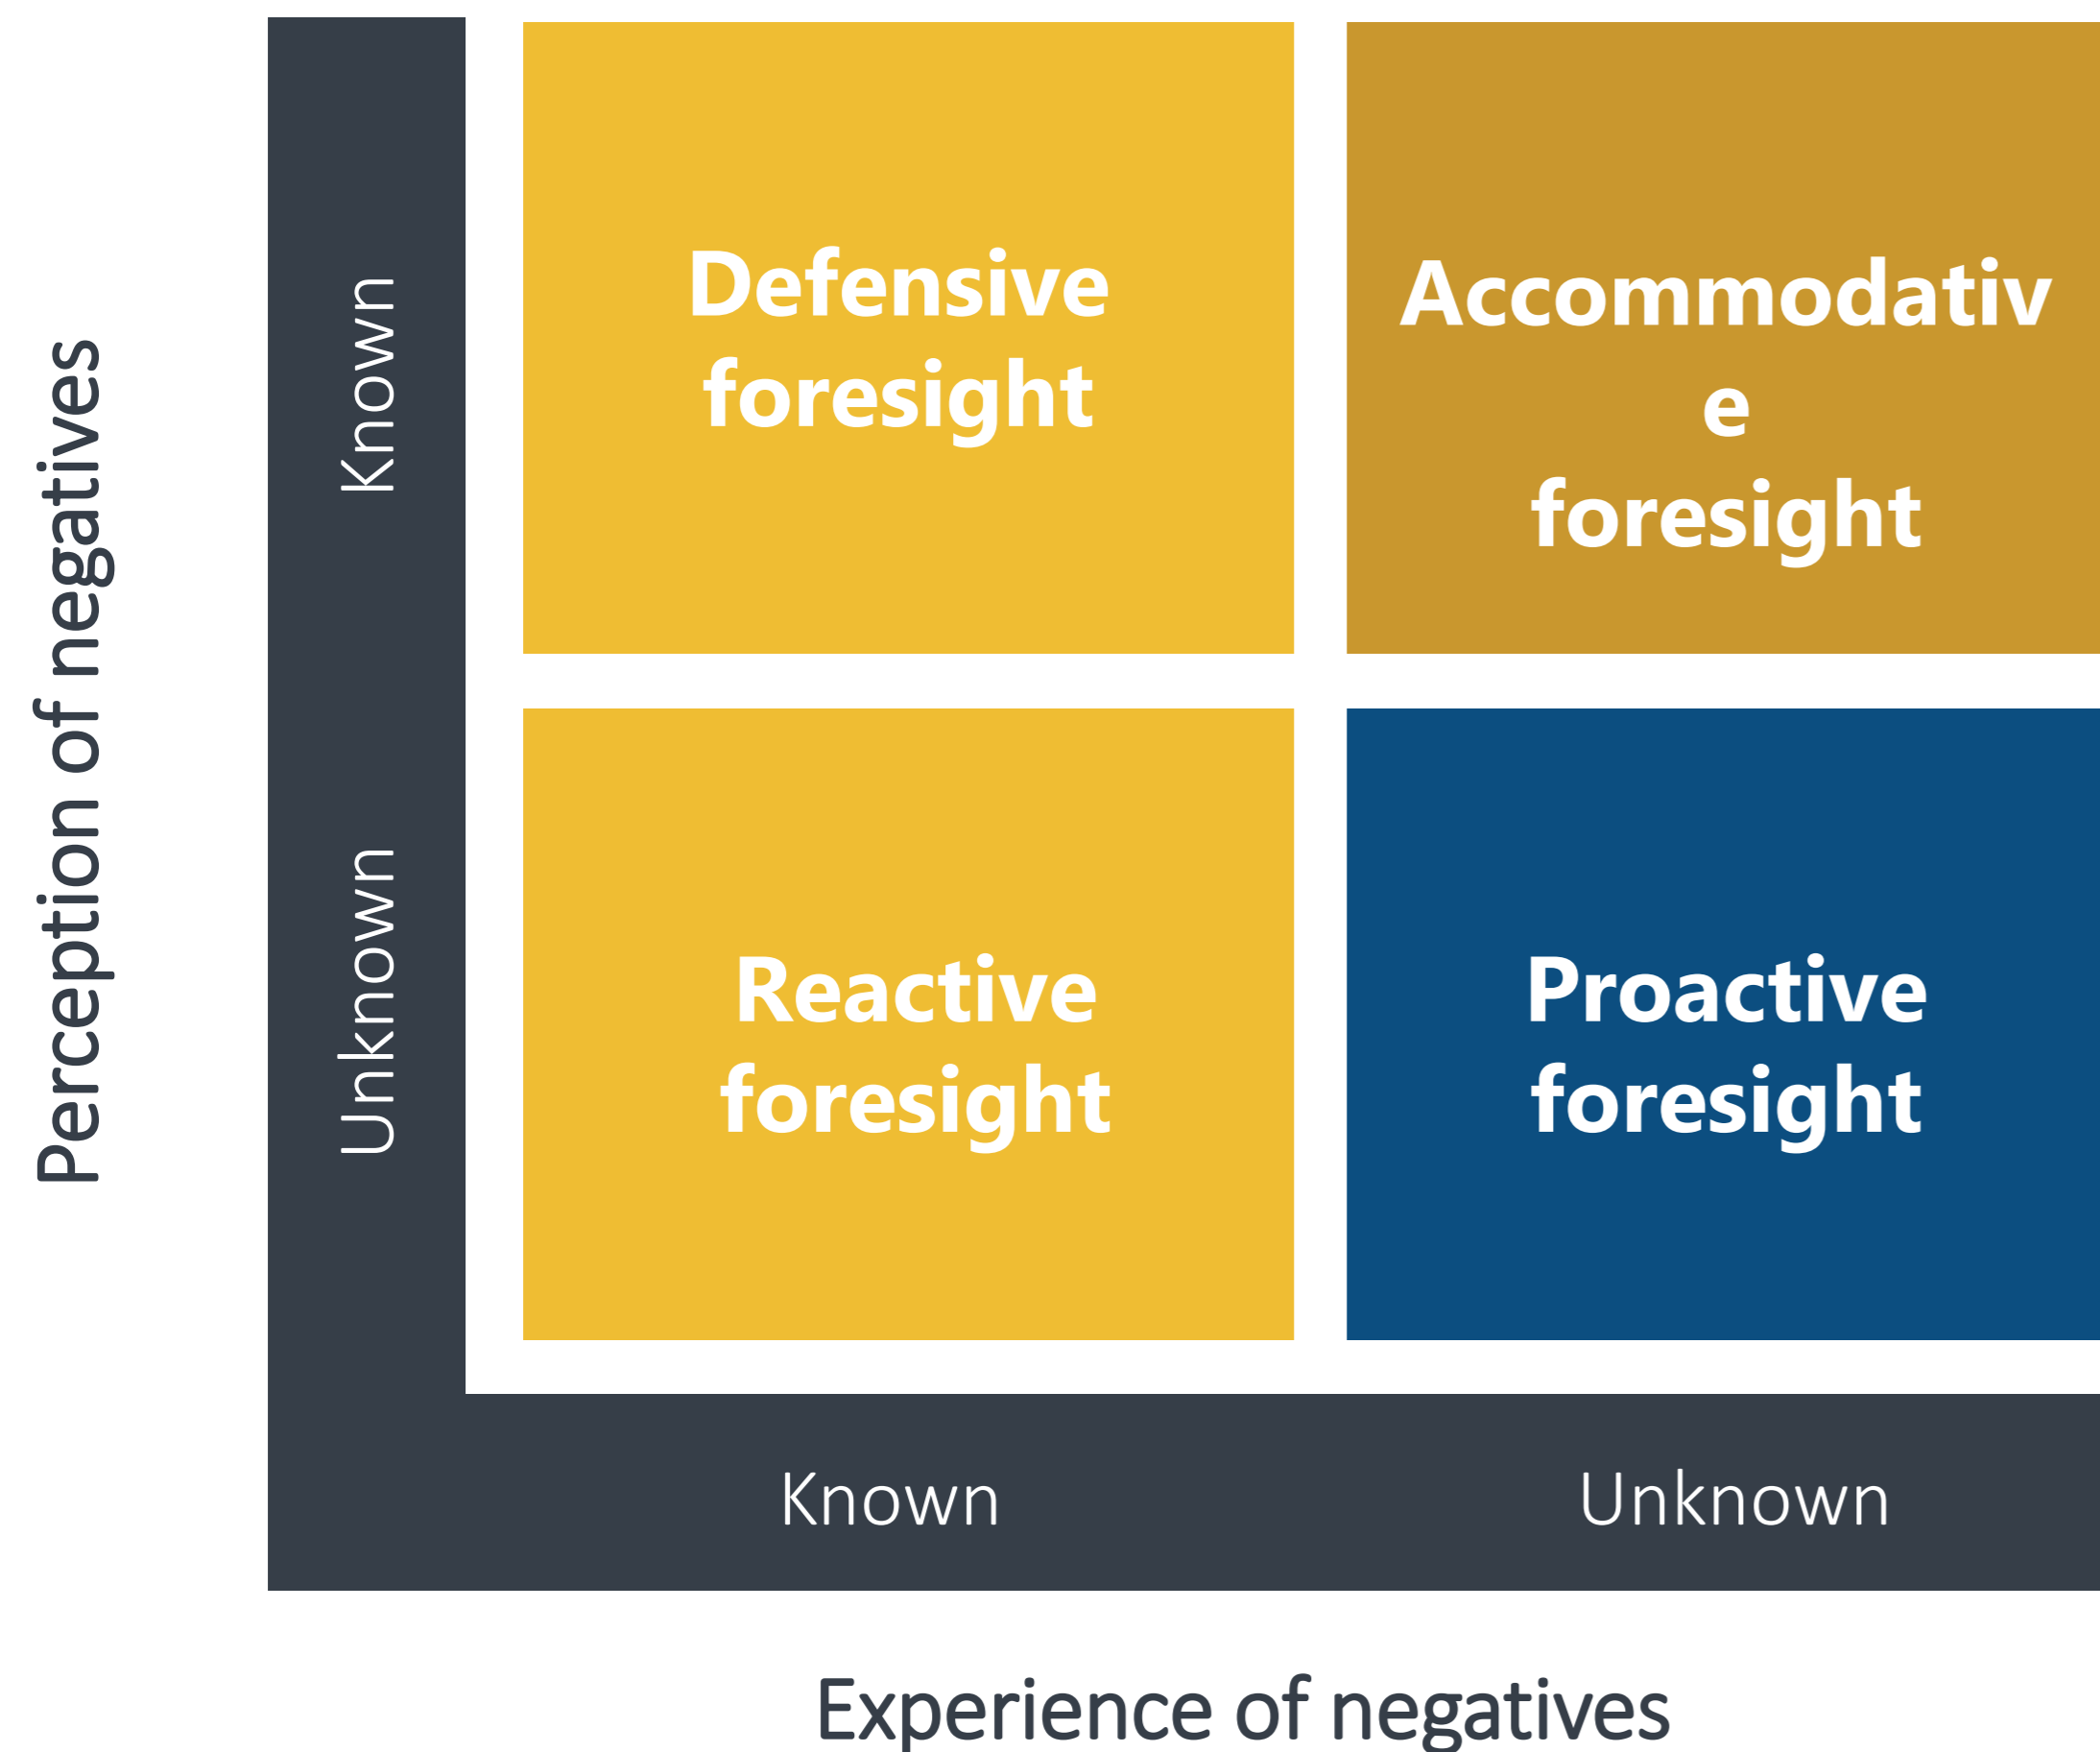 Perception of negatives
Known
Unknown
Defensive
foresight
Accommodativ
e
foresight
Reactive
foresight
Proactive
foresight
Known
Unknown
Experience of negatives